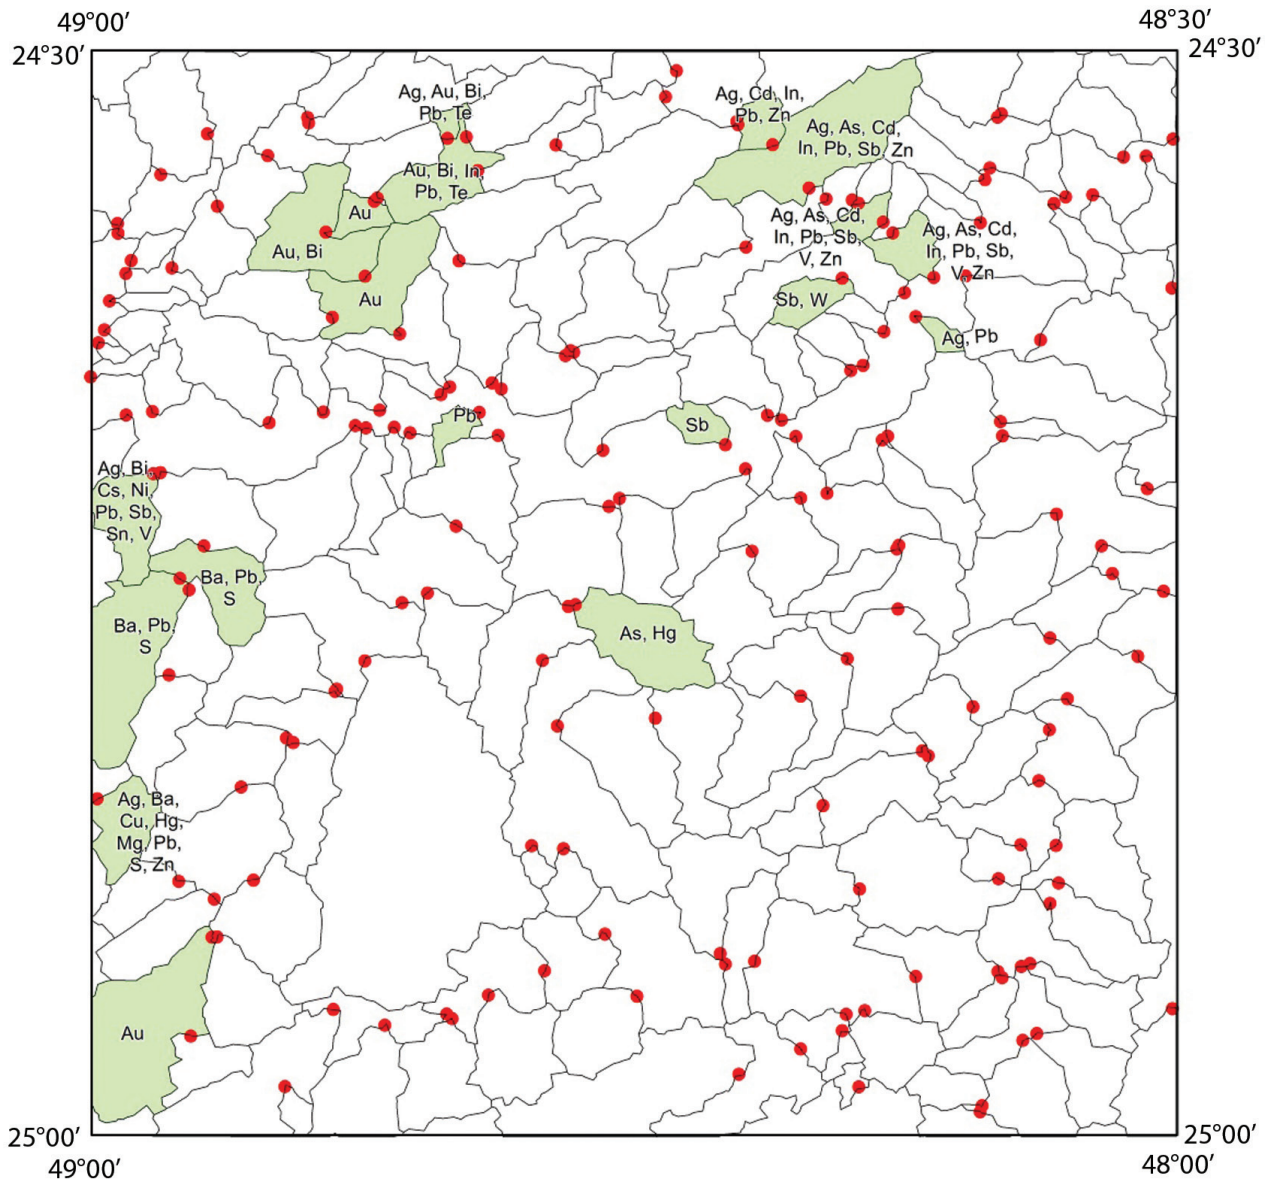 49°00′
48°30′
24°30′
24°30′
Ag, Au, Bi,
Pb, Te
Ag, Cd, In,
Pb, Zn
Ag, As, Cd,
In, Pb, Sb, Zn
Au, Bi, In,
Pb, Te
Au
Au, Bi
Ag, As, Cd,
In, Pb, Sb,
V, Zn
Ag, As, Cd,
In, Pb, Sb,
V, Zn
Au
Sb, W
Ag, Pb
Pb
Sb
Ag, Bi,
Cs, Ni,
Pb, Sb,
Sn, V
Ba, Pb,
S
Ba, Pb,
S
As, Hg
Ag, Ba,
Cu, Hg,
Mg, Pb,
S, Zn
Au
25°00′
25°00′
49°00′
48°00′